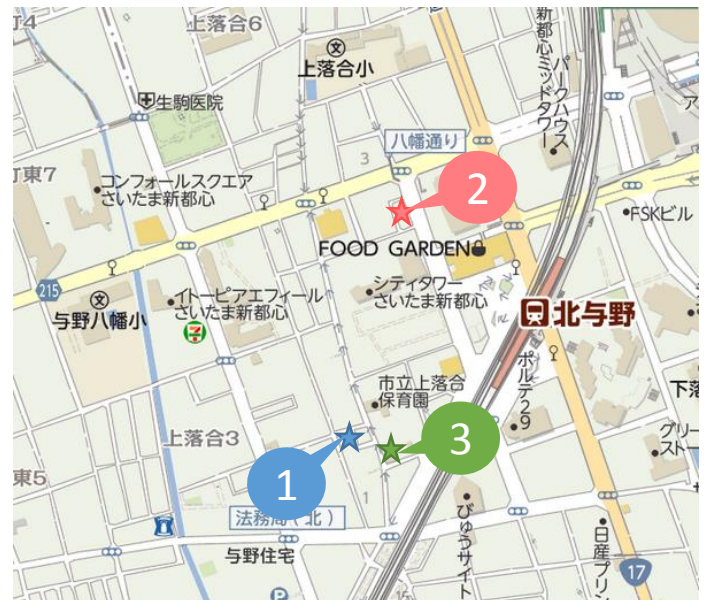 上落合6
上落合小
新都心ミッドタワー
パークハウス
生駒医院
八幡通り
3
2
コンフォールスクエア
さいたま新都心
FSKビル
FOOD GARDEN
215
与野八幡小
イトーピアエフィール
さいたま新都心
シティタワー
さいたま新都心
北与野
7
ポルテ29
市立上落合
保育園
上落合3
3
1
1
法務局(北)
与野住宅
びゅうサイト
日産プリン
17
P
グリー
スト